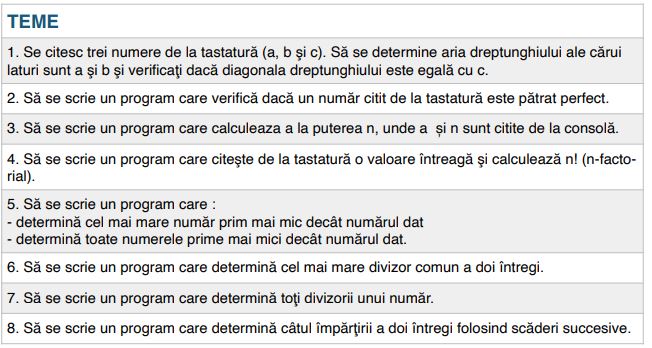 TEME
1. Se citesc trei numere de la tastatură (a, b şi c). Să se determine aria dreptunghiului ale cărui
laturi sunt a şi b şi verificaţi dacă diagonala dreptunghiului este egală cu c.
2. Să se scrie un program care verifică dacă un număr citit de la tastatură este pătrat perfect.
3. Să se scrie un program care calculeaza a la puterea n, unde a și n sunt citite de la consolă.
4. Să se scrie un program care citeşte de la tastatură o valoare întreagă şi calculează n! (n-facto-
rial).
5. Să se scrie un program care :
- determină cel mai mare număr prim mai mic decât numărul dat
- determină toate numerele prime mai mici decât numărul dat.
6. Să se scrie un program care determină cel mai mare divizor comun a doi întregi.
7. Să se scrie un program care determină toţi divizorii unui număr.
8. Să se scrie un program care determină câtul împărţirii a doi întregi folosind scăderi succesive.